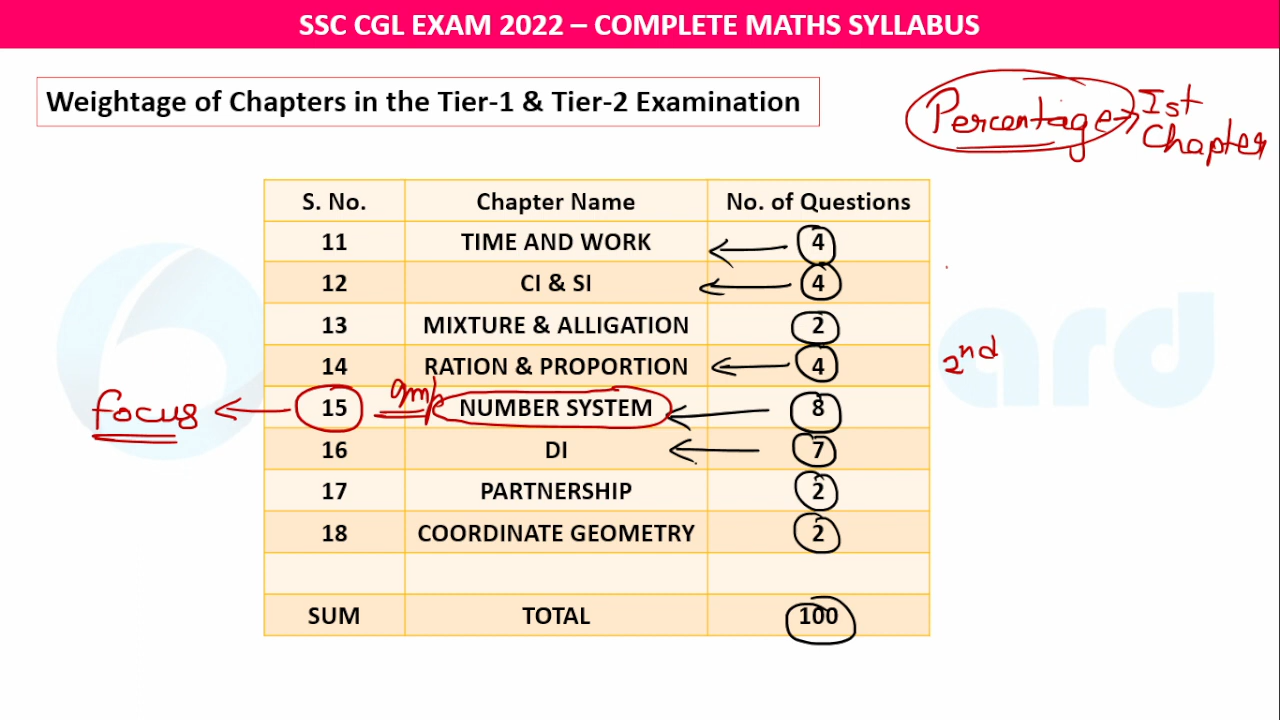 SSC CGL EXAM 2022 – COMPLETE MATHS SYLLABUS
Weightage of Chapters in the Tier-1 & Tier-2 Examination
Percentage → Ist
Chapter
S. No. Chapter Name No. of Questions
11 TIME AND WORK 4
12 CI & SI 4
13 MIXTURE & ALLIGATION 2
14 RATION & PROPORTION 4
2nd
focus 15 Imp NUMBER SYSTEM 8
16 DI 7
17 PARTNERSHIP 2
18 COORDINATE GEOMETRY 2
SUM TOTAL 100
ard